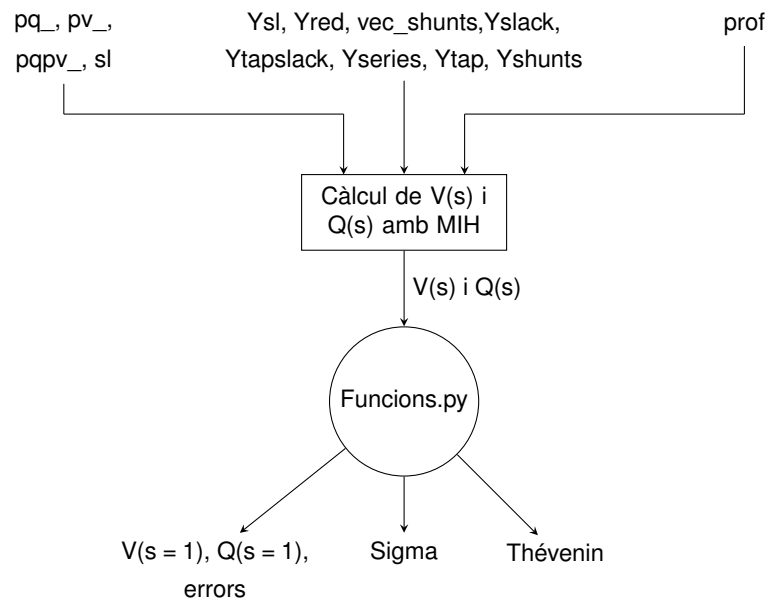 pq_, pv_,
pqpv_, sl
Ysl, Yred, vec_shunts,Yslack,
Ytapslack, Yseries, Ytap, Yshunts
prof
Càlcul de V(s) i
Q(s) amb MIH
V(s) i Q(s)
Funcions.py
V(s = 1), Q(s = 1),
errors
Sigma
Thévenin